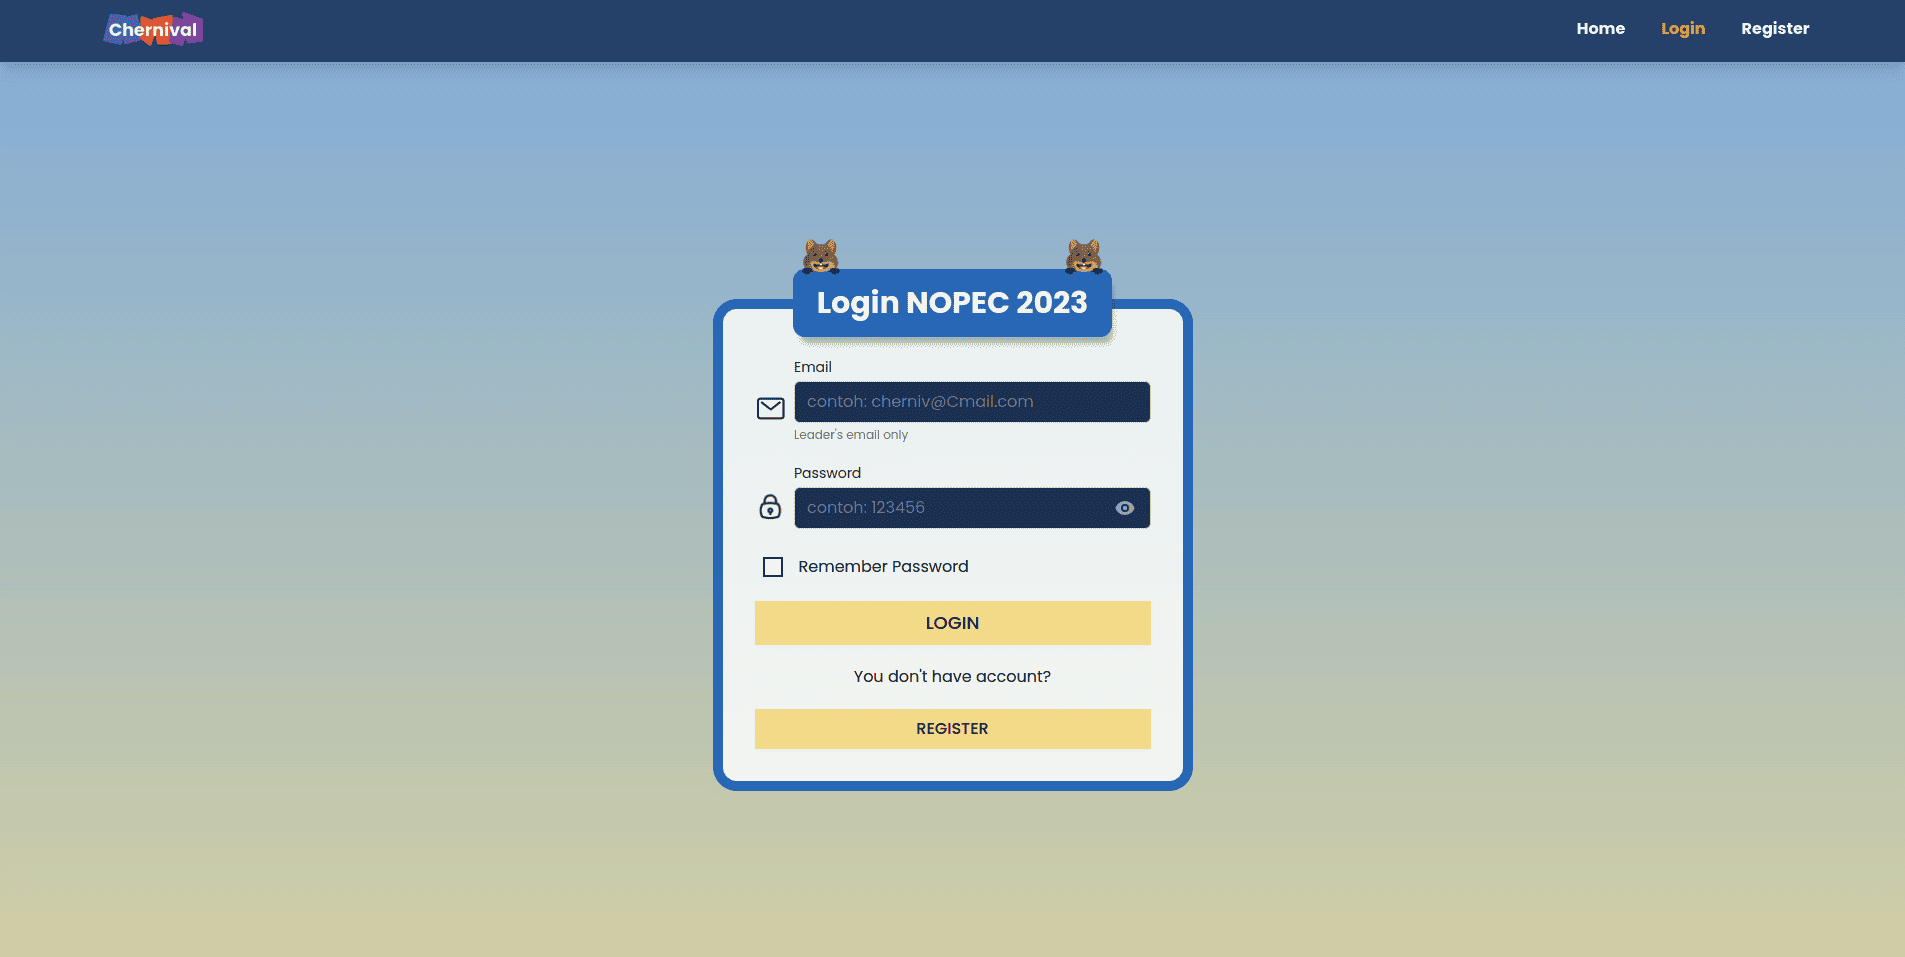 Chernival
Home
Login
Register
Login NOPEC 2023
Email
contoh: cherniv@Cmail.com
Leader's email only
Password
contoh: 123456
Remember Password
LOGIN
You don't have account?
REGISTER